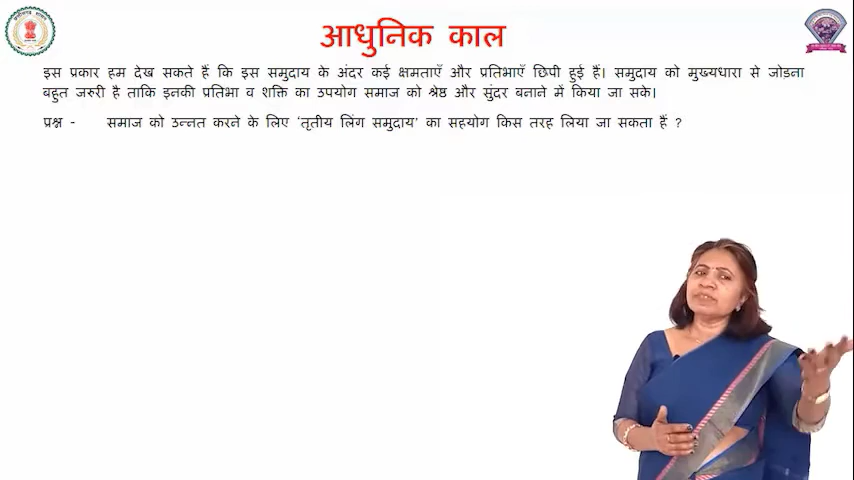 आधुनिक काल
इस प्रकार हम देख सकते हैं कि इस समुदाय के अंदर कई क्षमताएँ और प्रतिभाएँ छिपी हुई हैं। समुदाय को मुख्यधारा से जोडना
बहुत जरुरी है ताकि इनकी प्रतिभा व शक्ति का उपयोग समाज को श्रेष्ठ और सुंदर बनाने में किया जा सके।
प्रश्न - समाज को उन्नत करने के लिए ‘तृतीय लिंग समुदाय’ का सहयोग किस तरह लिया जा सकता हैं ?